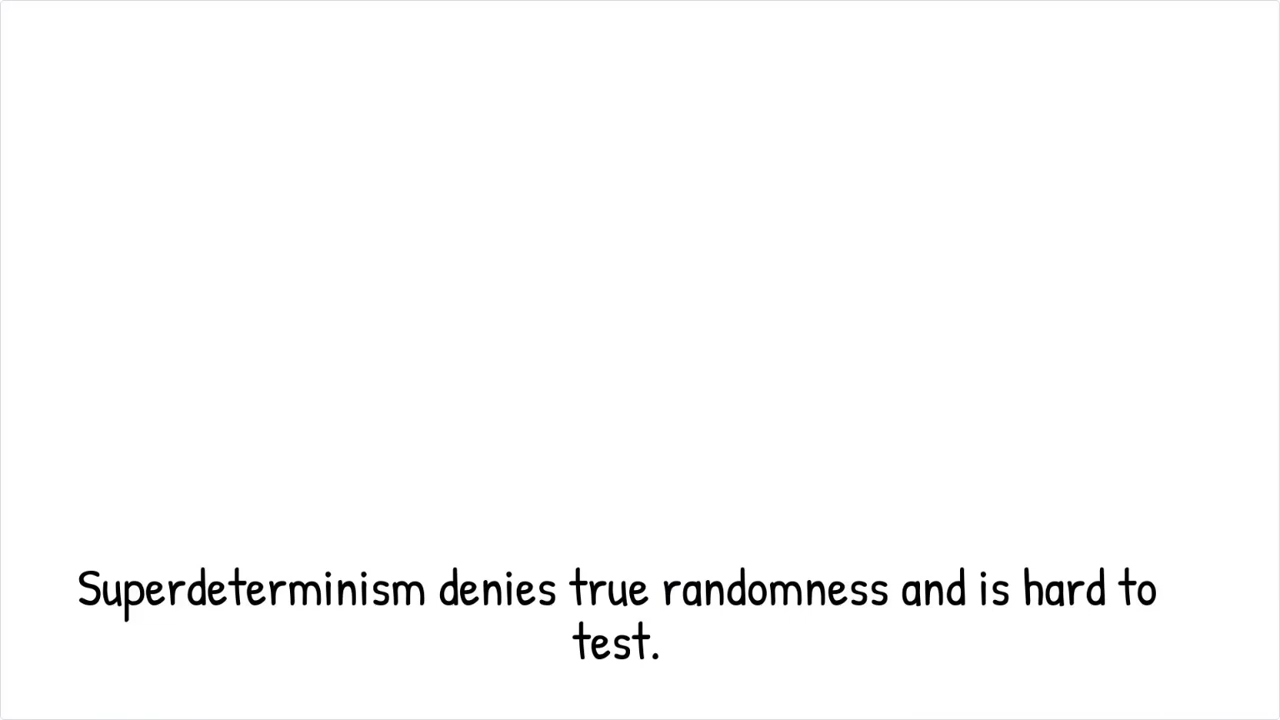 Superdeterminism denies true randomness and is hard to
test.